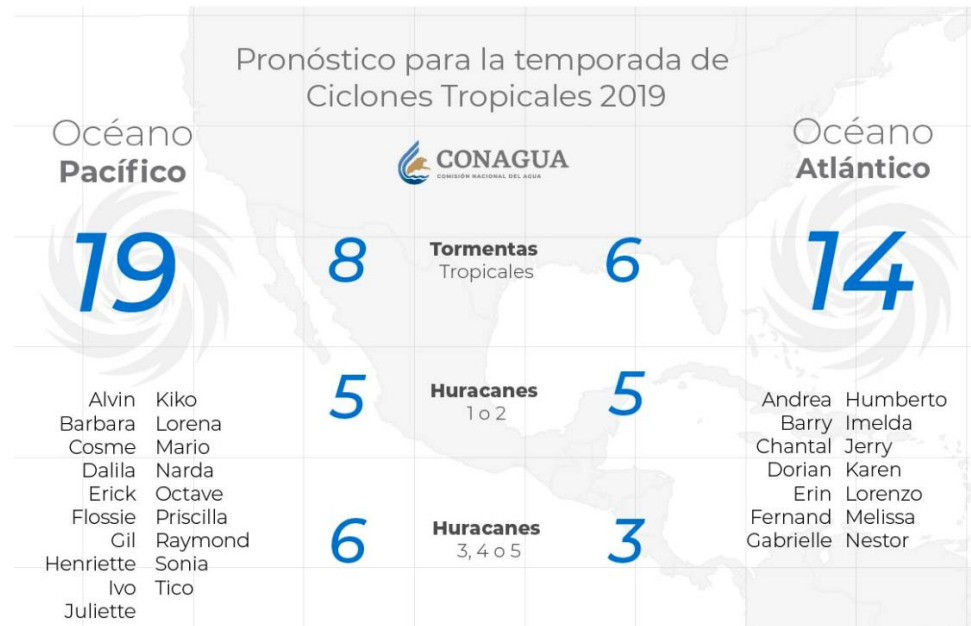 Pronóstico para la temporada de
Ciclones Tropicales 2019
CONAGUA
COMISIÓN NACIONAL DEL AGUA
Océano
Pacífico
19
Alvin Kiko
Barbara Lorena
Cosme Mario
Dalila Narda
Erick Octave
Flossie Priscilla
Gil Raymond
Henriette Sonia
Ivo Tico
Juliette
8 Tormentas 6
Tropicales
5 Huracanes 5
1 o 2
6 Huracanes 3
3, 4 o 5
Océano
Atlántico
14
Andrea Humberto
Barry Imelda
Chantal Jerry
Dorian Karen
Erin Lorenzo
Fernand Melissa
Gabrielle Nestor